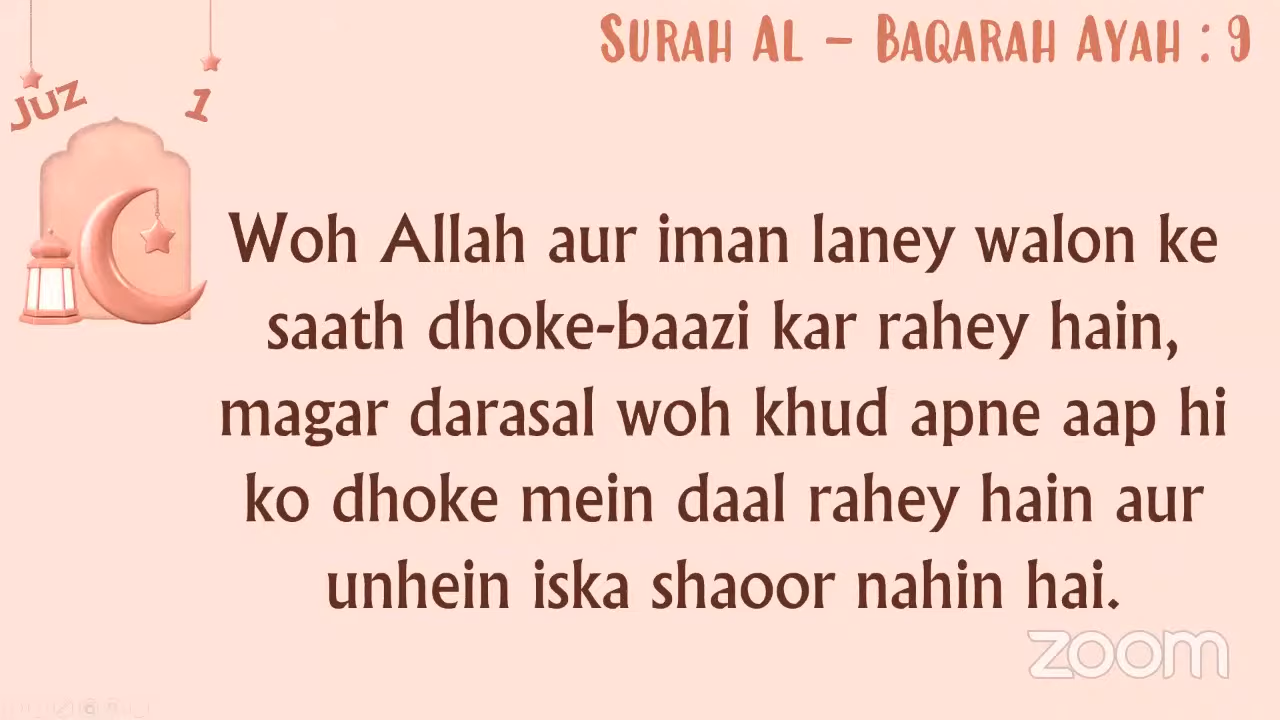 SURAH AL - BAQARAH AYAH : 9
JUZ 1
Woh Allah aur iman laney walon ke
saath dhoke-baazi kar rahey hain,
magar darasal woh khud apne aap hi
ko dhoke mein daal rahey hain aur
unhein iska shaoor nahin hai.
zoom